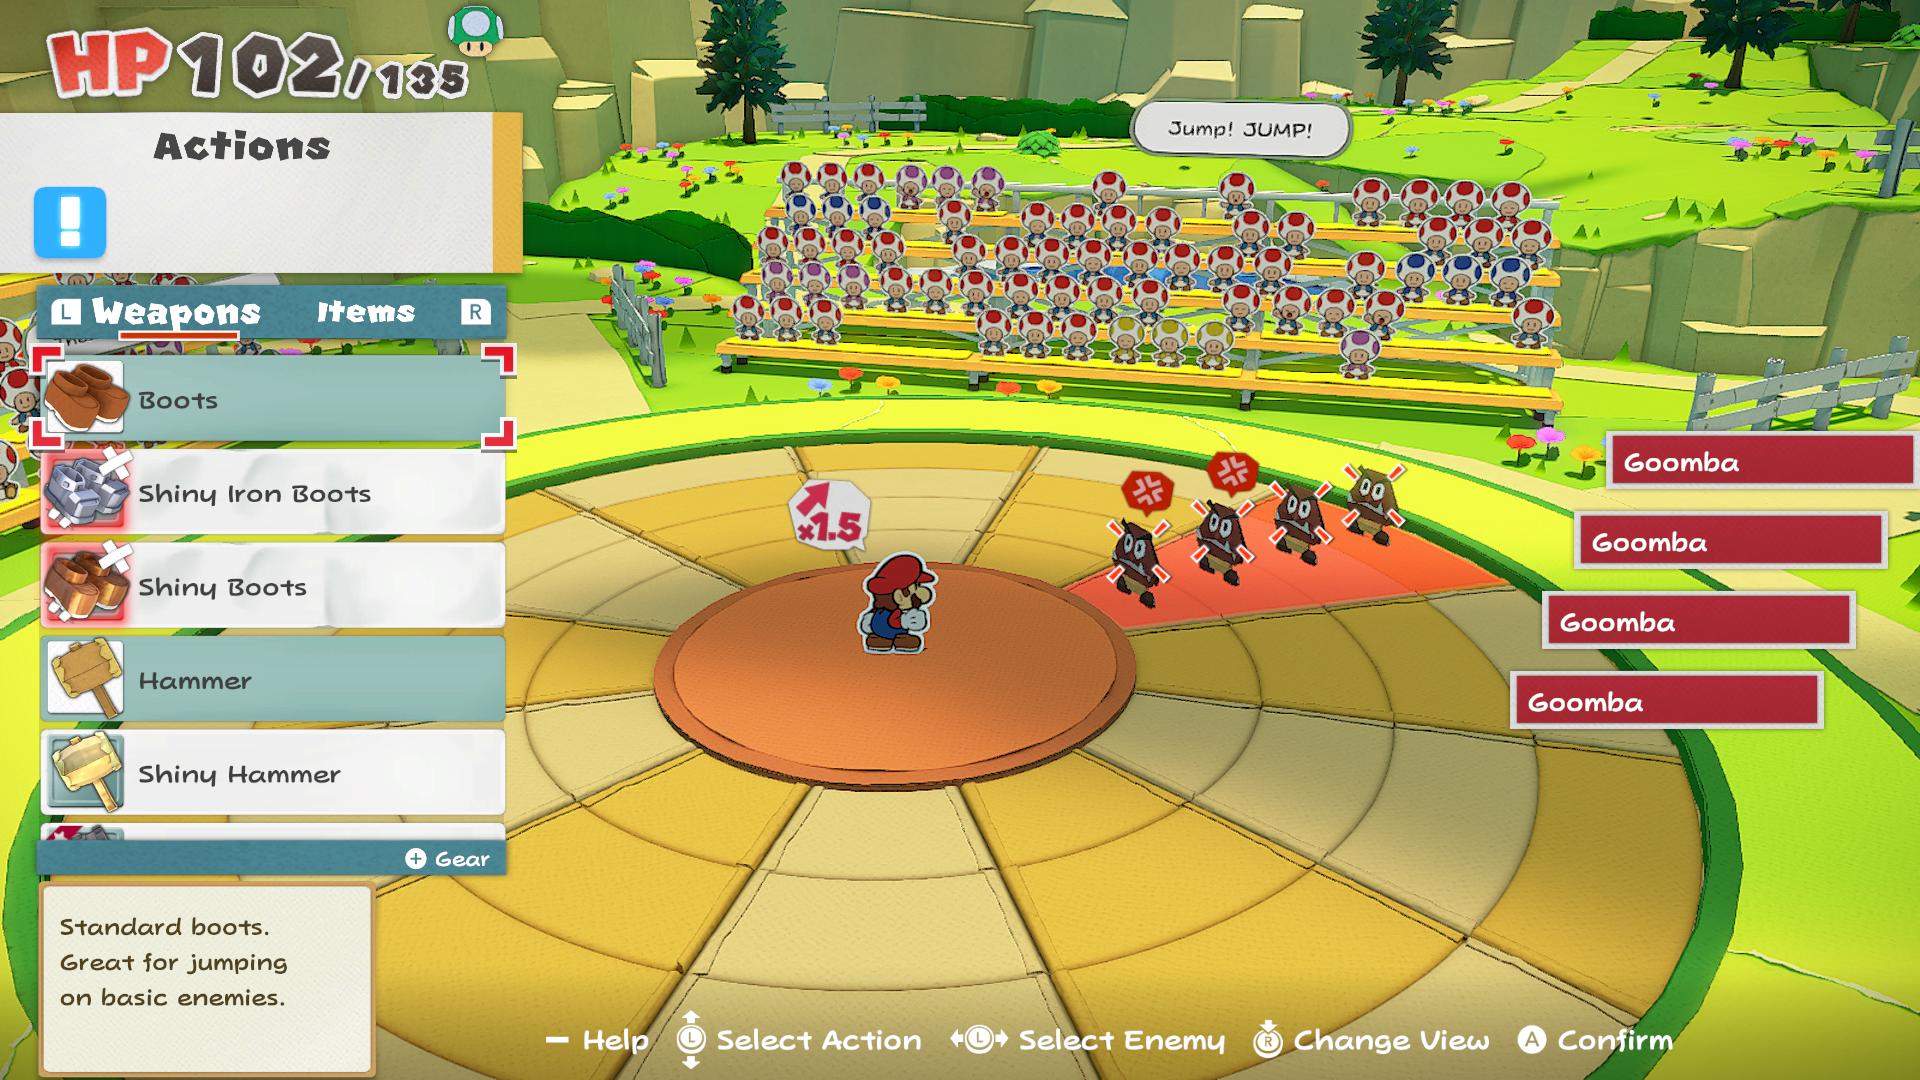 HP 102/135
Actions
!
L Weapons Items R
Boots
Shiny Iron Boots
Shiny Boots
Hammer
Shiny Hammer
+ Gear
Standard boots.
Great for jumping
on basic enemies.
Jump! JUMP!
×1.5
Goomba
Goomba
Goomba
Goomba
— Help L Select Action L Select Enemy R Change View A Confirm